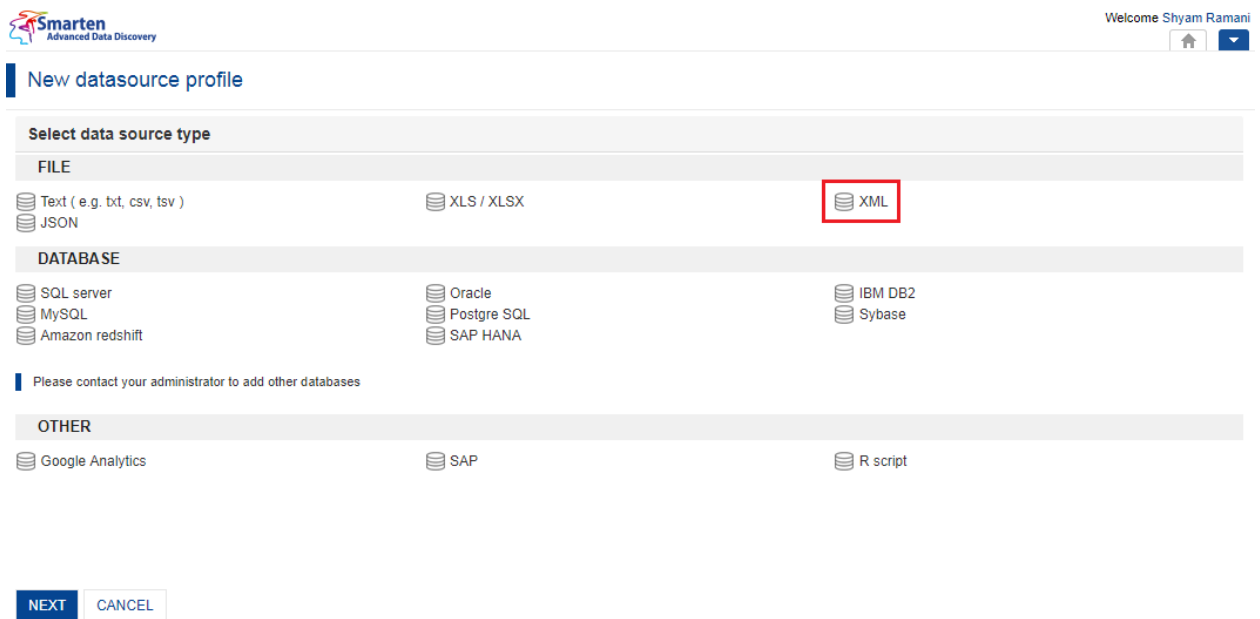 Smarten
Advanced Data Discovery
Welcome Shyam Ramani
New datasource profile
Select data source type
FILE
Text ( e.g. txt, csv, tsv ) XLS / XLSX XML
JSON
DATABASE
SQL server Oracle IBM DB2
MySQL Postgre SQL Sybase
Amazon redshift SAP HANA
Please contact your administrator to add other databases
OTHER
Google Analytics SAP R script
NEXT CANCEL